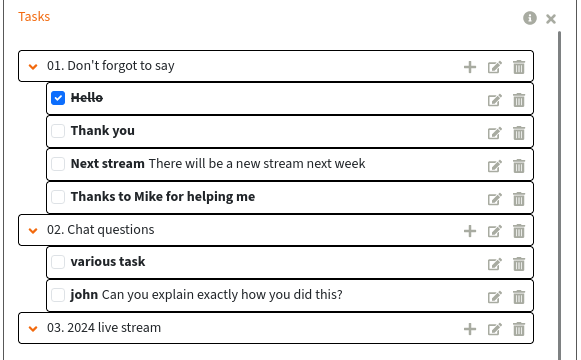 Tasks
01. Don't forgot to say
Hello
Thank you
Next stream There will be a new stream next week
Thanks to Mike for helping me
02. Chat questions
various task
john Can you explain exactly how you did this?
03. 2024 live stream